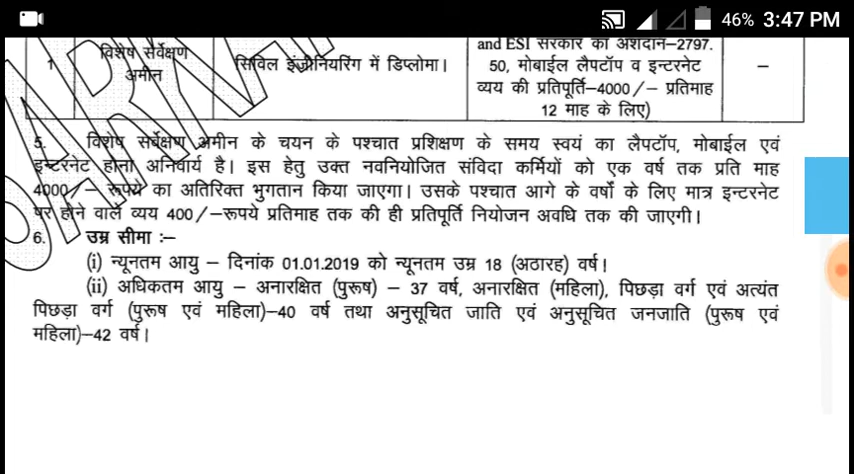 46% 3:47 PM
and ESI सरकार का अंशदान–2797.
1 विशेष सर्वेक्षण अमीन सिविल इंजीनियरिंग में डिप्लोमा। 50, मोबाईल लैपटॉप व इन्टरनेट –
व्यय की प्रतिपूर्ति–4000/– प्रतिमाह
12 माह के लिए)
5. विशेष सर्वेक्षण अमीन के चयन के पश्चात प्रशिक्षण के समय स्वयं का लैपटॉप, मोबाईल एवं
इन्टरनेट होना अनिवार्य है। इस हेतु उक्त नवनियोजित संविदा कर्मियों को एक वर्ष तक प्रति माह
4000/– रूपये का अतिरिक्त भुगतान किया जाएगा। उसके पश्चात आगे के वर्षो के लिए मात्र इन्टरनेट
पर होने वाले व्यय 400/–रूपये प्रतिमाह तक की ही प्रतिपूर्ति नियोजन अवधि तक की जाएगी।
6. उम्र सीमा :–
(i) न्यूनतम आयु – दिनांक 01.01.2019 को न्यूनतम उम्र 18 (अठारह) वर्ष।
(ii) अधिकतम आयु – अनारक्षित (पुरूष) – 37 वर्ष, अनारक्षित (महिला), पिछड़ा वर्ग एवं अत्यंत
पिछड़ा वर्ग (पुरूष एवं महिला)–40 वर्ष तथा अनुसूचित जाति एवं अनुसूचित जनजाति (पुरूष एवं
महिला)–42 वर्ष।